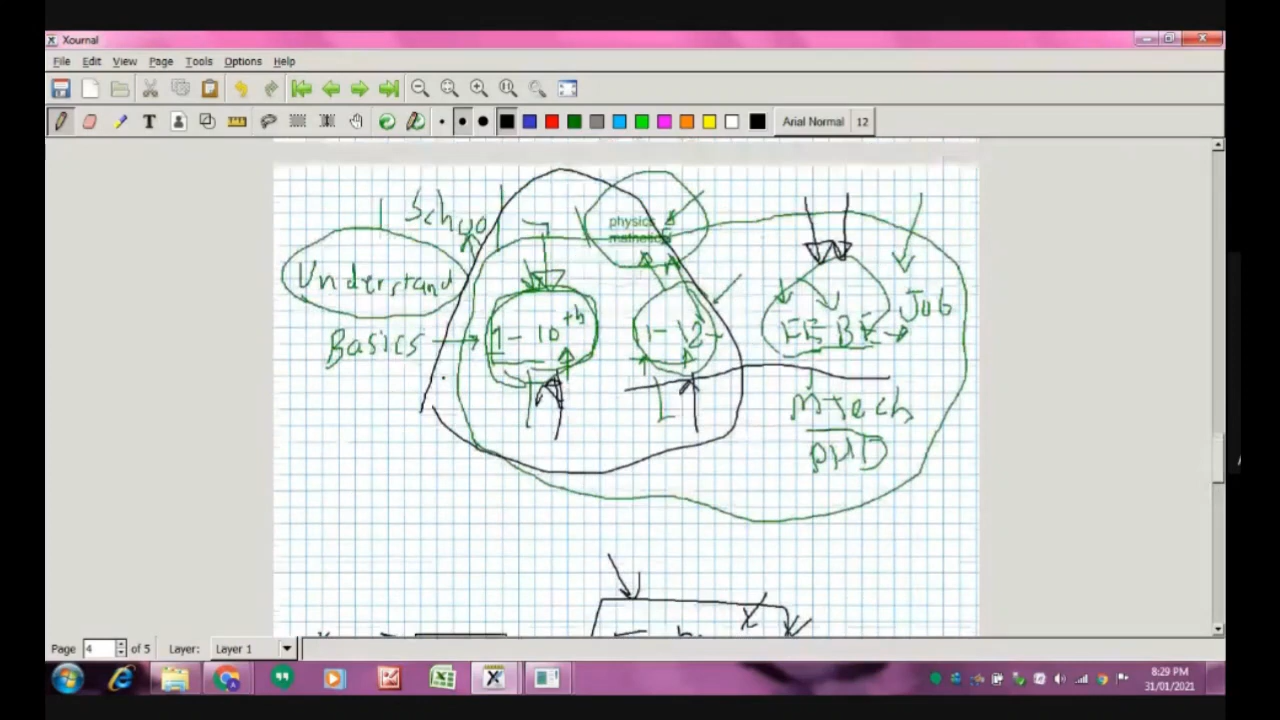 Xournal
File Edit View Page Tools Options Help
Arial Normal 12
School
physics
Understand
1 - 10th
1 - 12
FE BE
Job
Basics
MTech
PHD
Page 4 of 5 Layer: Layer 1
8:29 PM
31/01/2021